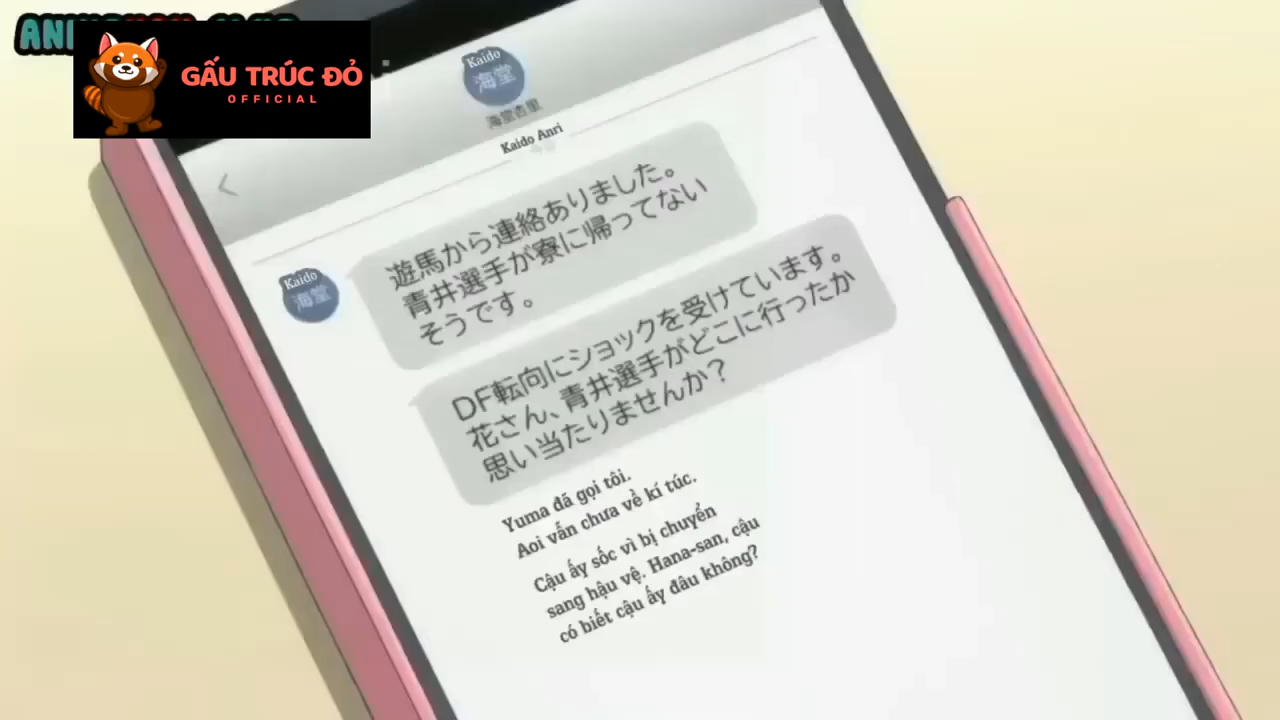 GẤU TRÚC ĐỎ
OFFICIAL
Kaido
海堂
海堂杏里
Kaido Anri
Kaido
海堂
遊馬から連絡ありました。
青井選手が寮に帰ってない
そうです。
DF転向にショックを受けています。
花さん、青井選手がどこに行ったか
思い当たりませんか?
Yuma đã gọi tôi.
Aoi vẫn chưa về kí túc.
Cậu ấy sốc vì bị chuyển
sang hậu vệ. Hana-san, cậu
có biết cậu ấy đâu không?